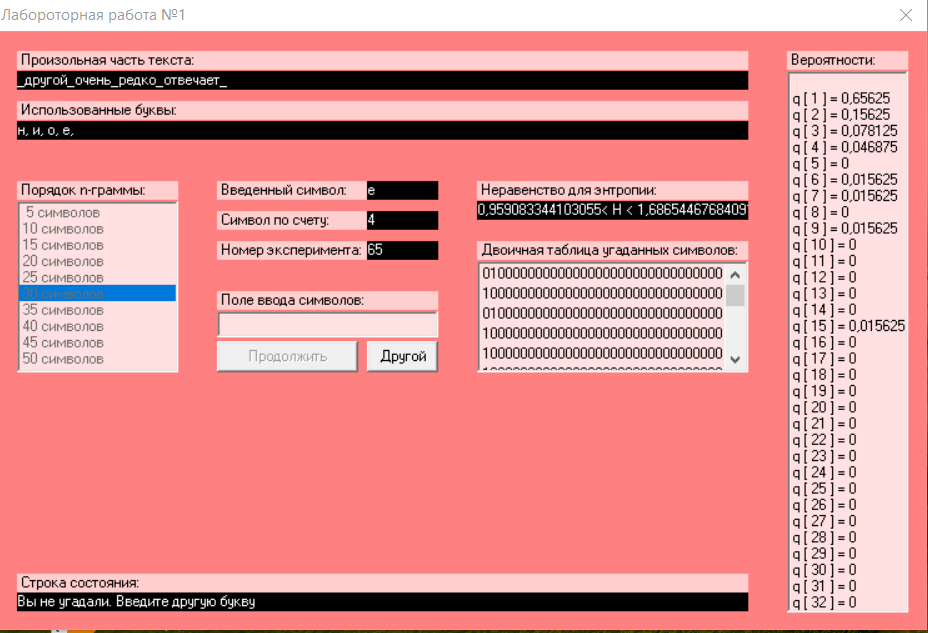 Лабороторная работа №1
Произольная часть текста:
_другой_очень_редко_отвечает_
Использованные буквы:
н, и, о, е,
Порядок n-граммы:
5 символов
10 символов
15 символов
20 символов
25 символов
30 символов
35 символов
40 символов
45 символов
50 символов
Введенный символ: е
Символ по счету: 4
Номер эксперимента: 65
Поле ввода символов:
Продолжить
Другой
Неравенство для энтропии:
0,959083344103055< H < 1,6865446768409
Двоичная таблица угаданных символов:
01000000000000000000000000000000
10000000000000000000000000000000
01000000000000000000000000000000
10000000000000000000000000000000
10000000000000000000000000000000
Вероятности:
q [ 1 ] = 0,65625
q [ 2 ] = 0,15625
q [ 3 ] = 0,078125
q [ 4 ] = 0,046875
q [ 5 ] = 0
q [ 6 ] = 0,015625
q [ 7 ] = 0,015625
q [ 8 ] = 0
q [ 9 ] = 0,015625
q [ 10 ] = 0
q [ 11 ] = 0
q [ 12 ] = 0
q [ 13 ] = 0
q [ 14 ] = 0
q [ 15 ] = 0,015625
q [ 16 ] = 0
q [ 17 ] = 0
q [ 18 ] = 0
q [ 19 ] = 0
q [ 20 ] = 0
q [ 21 ] = 0
q [ 22 ] = 0
q [ 23 ] = 0
q [ 24 ] = 0
q [ 25 ] = 0
q [ 26 ] = 0
q [ 27 ] = 0
q [ 28 ] = 0
q [ 29 ] = 0
q [ 30 ] = 0
q [ 31 ] = 0
q [ 32 ] = 0
Строка состояния:
Вы не угадали. Введите другую букву